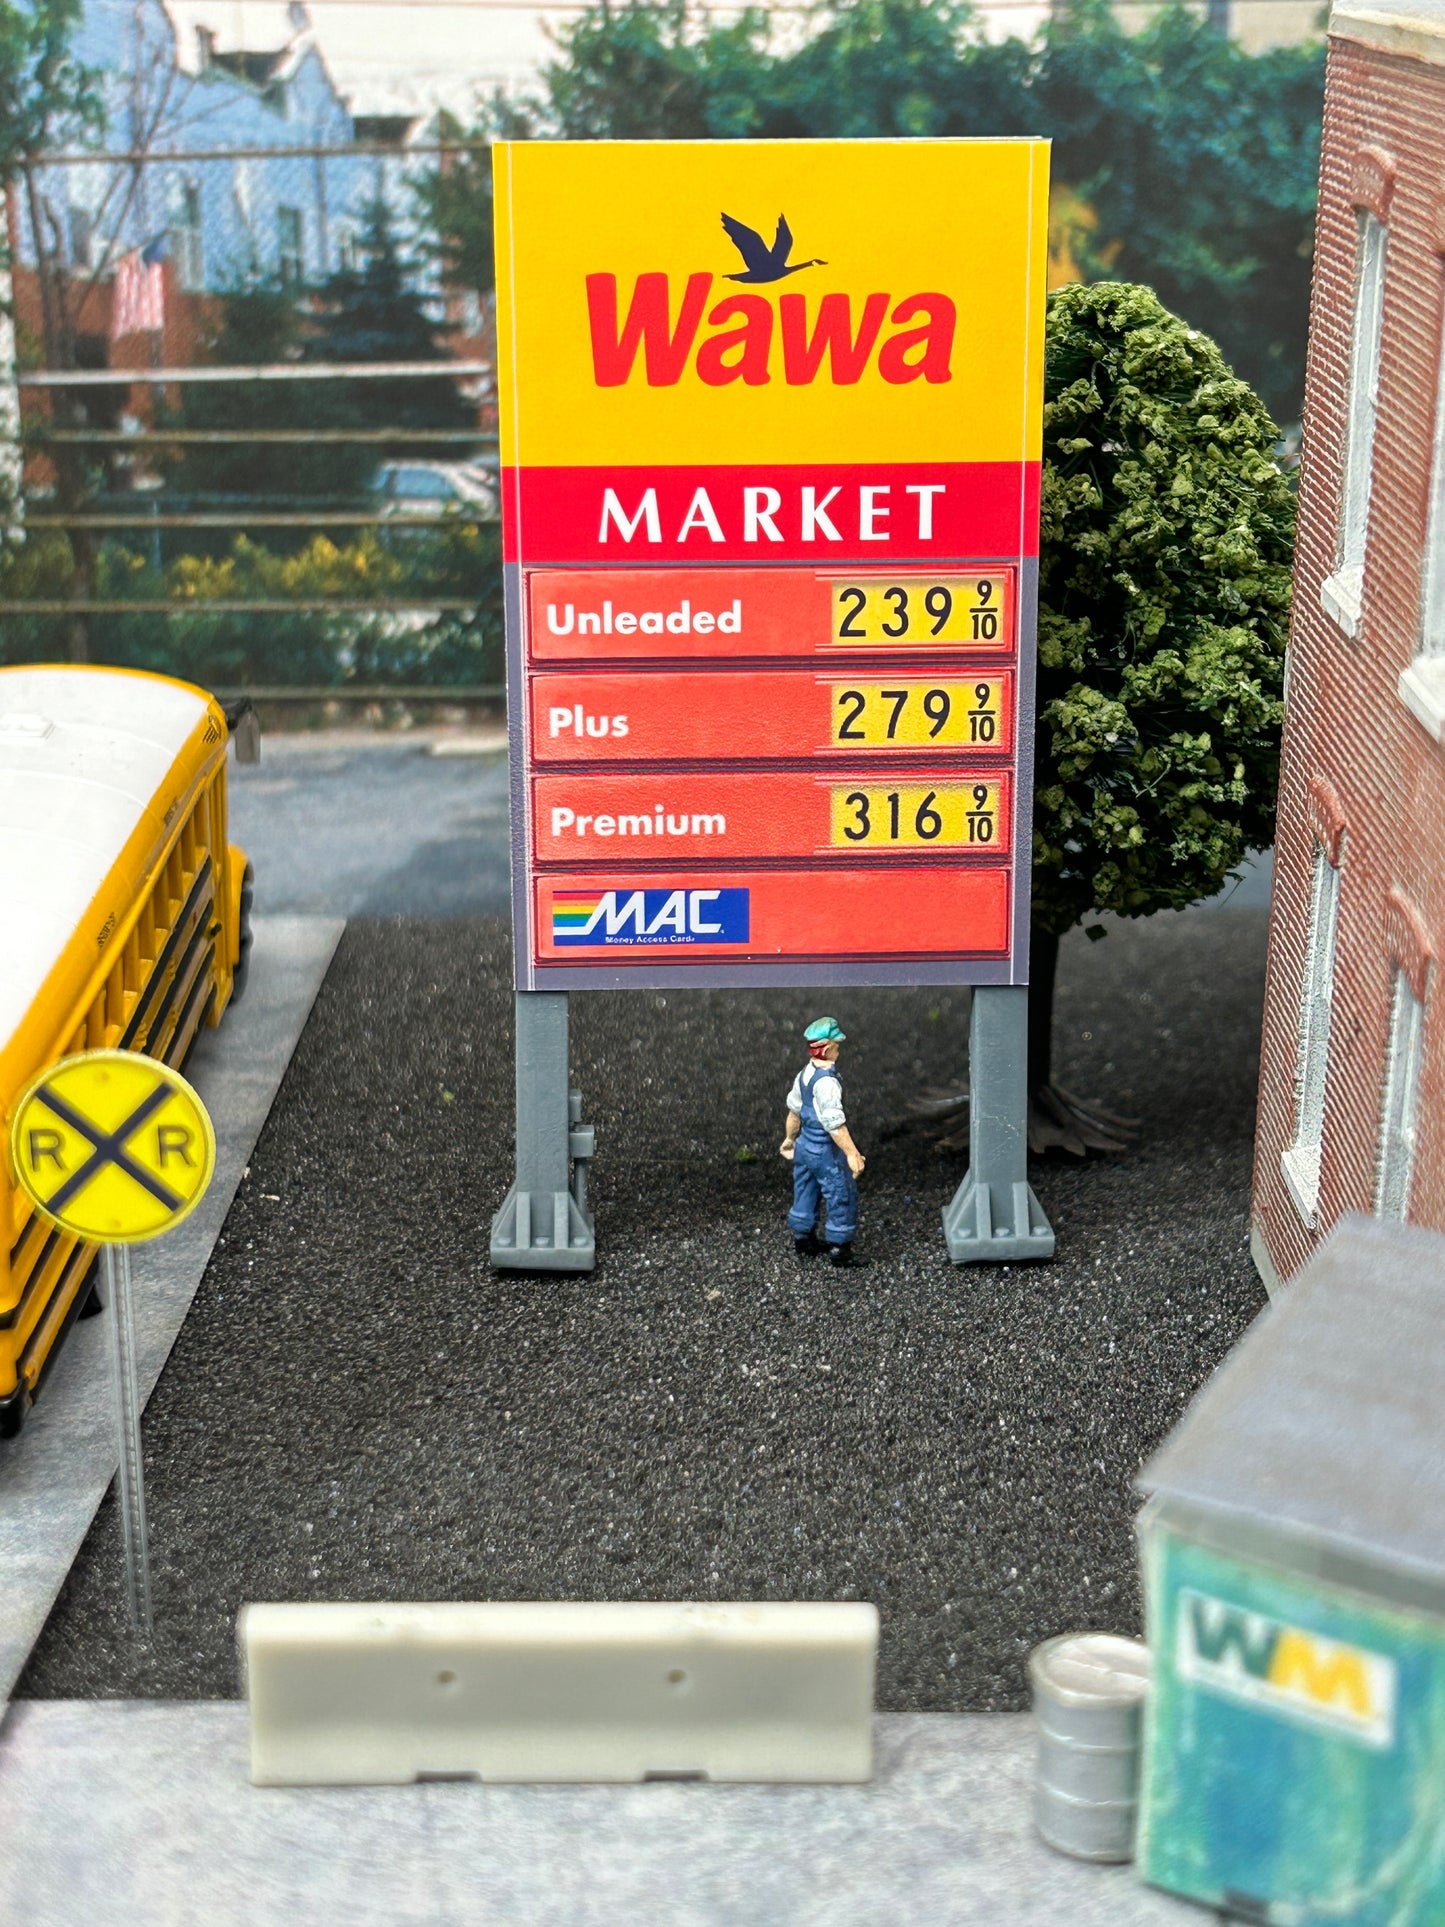 Wawa
MARKET
Unleaded 239 9/10
Plus 279 9/10
Premium 316 9/10
MAC
Money Access Card
R R
WM